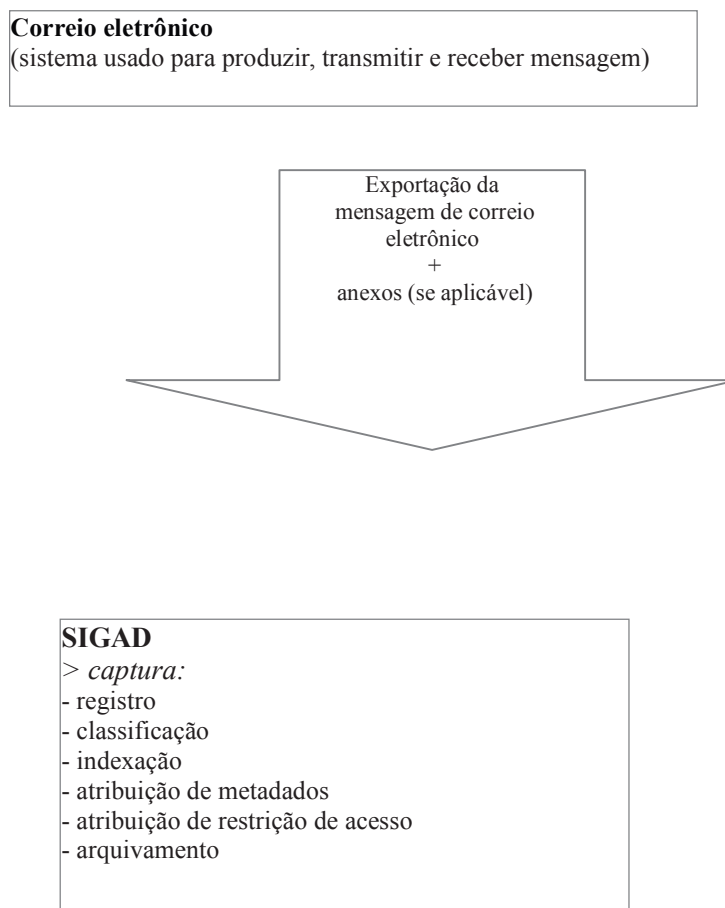 Correio eletrônico
(sistema usado para produzir, transmitir e receber mensagem)
Exportação da
mensagem de correio
eletrônico
+
anexos (se aplicável)
SIGAD
> captura:
- registro
- classificação
- indexação
- atribuição de metadados
- atribuição de restrição de acesso
- arquivamento